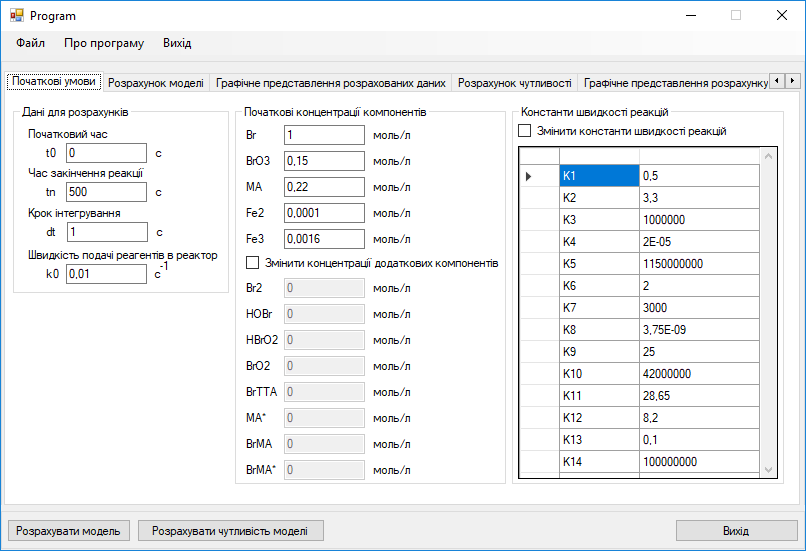 Program
Файл Про програму Вихід
Початкові умови Розрахунок моделі Графічне представлення розрахованих даних Розрахунок чутливості Графічне представлення розрахунку
Дані для розрахунків
Початковий час
t0 0 с
Час закінчення реакції
tn 500 с
Крок інтегрування
dt 1 с
Швидкість подачі реагентів в реактор
k0 0,01 с-1
Початкові концентрації компонентів
Br 1 моль/л
BrO3 0,15 моль/л
MA 0,22 моль/л
Fe2 0,0001 моль/л
Fe3 0,0016 моль/л
Змінити концентрації додаткових компонентів
Br2 0 моль/л
HOBr 0 моль/л
HBrO2 0 моль/л
BrO2 0 моль/л
BrTTA 0 моль/л
MA* 0 моль/л
BrMA 0 моль/л
BrMA* 0 моль/л
Константи швидкості реакцій
Змінити константи швидкості реакцій
K1 0,5
K2 3,3
K3 1000000
K4 2E-05
K5 1150000000
K6 2
K7 3000
K8 3,75E-09
K9 25
K10 42000000
K11 28,65
K12 8,2
K13 0,1
K14 100000000
Розрахувати модель Розрахувати чутливість моделі Вихід